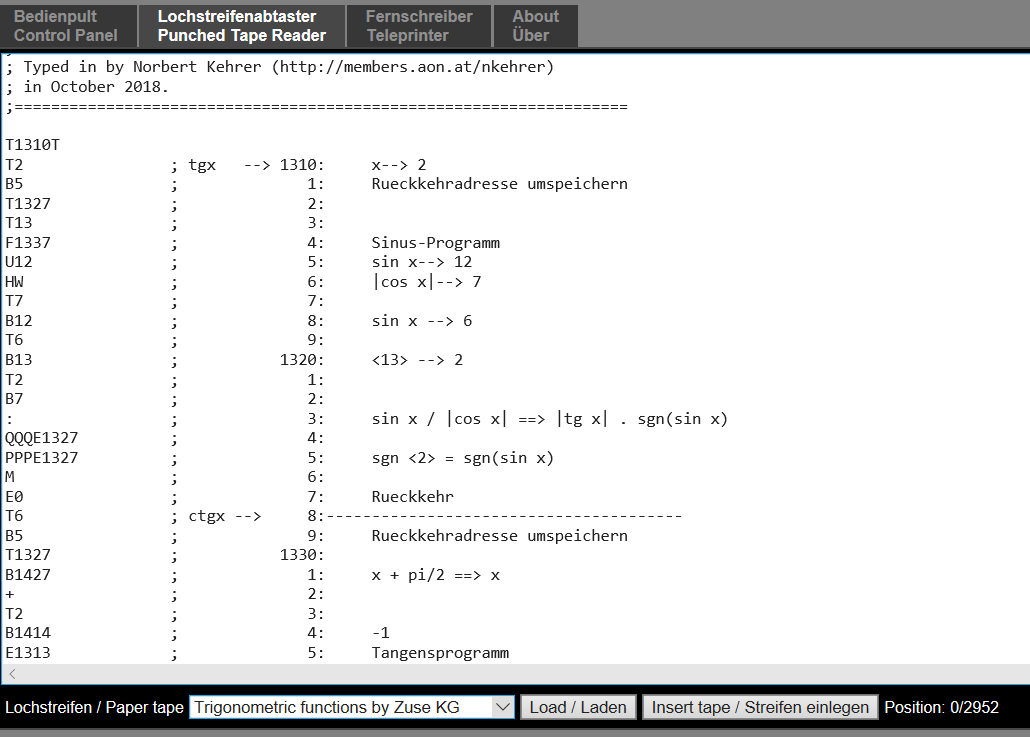 Bedienpult Lochstreifenabtaster Fernschreiber About
Control Panel Punched Tape Reader Teleprinter Über
; Typed in by Norbert Kehrer (http://members.aon.at/nkehrer)
; in October 2018.
;===================================================================
T1310T
T2 ; tgx --> 1310: x--> 2
B5 ; 1: Rueckkehradresse umspeichern
T1327 ; 2:
T13 ; 3:
F1337 ; 4: Sinus-Programm
U12 ; 5: sin x--> 12
HW ; 6: |cos x|--> 7
T7 ; 7:
B12 ; 8: sin x --> 6
T6 ; 9:
B13 ; 1320: <13> --> 2
T2 ; 1:
B7 ; 2:
: ; 3: sin x / |cos x| ==> |tg x| . sgn(sin x)
QQQE1327 ; 4:
PPPE1327 ; 5: sgn <2> = sgn(sin x)
M ; 6:
E0 ; 7: Rueckkehr
T6 ; ctgx --> 8:---------------------------------------
B5 ; 9: Rueckkehradresse umspeichern
T1327 ; 1330:
B1427 ; 1: x + pi/2 ==> x
+ ; 2:
T2 ; 3:
B1414 ; 4: -1
E1313 ; 5: Tangensprogramm
Lochstreifen / Paper tape Trigonometric functions by Zuse KG Load / Laden Insert tape / Streifen einlegen Position: 0/2952